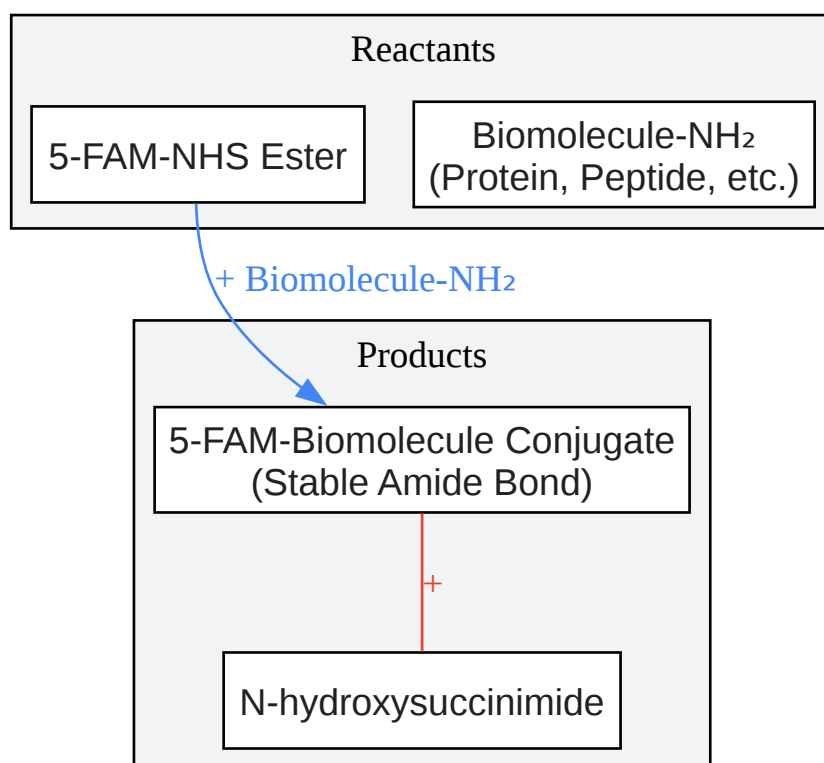 Reactants
5-FAM-NHS Ester
Biomolecule-NH₂
(Protein, Peptide, etc.)
+ Biomolecule-NH₂
Products
5-FAM-Biomolecule Conjugate
(Stable Amide Bond)
+
N-hydroxysuccinimide